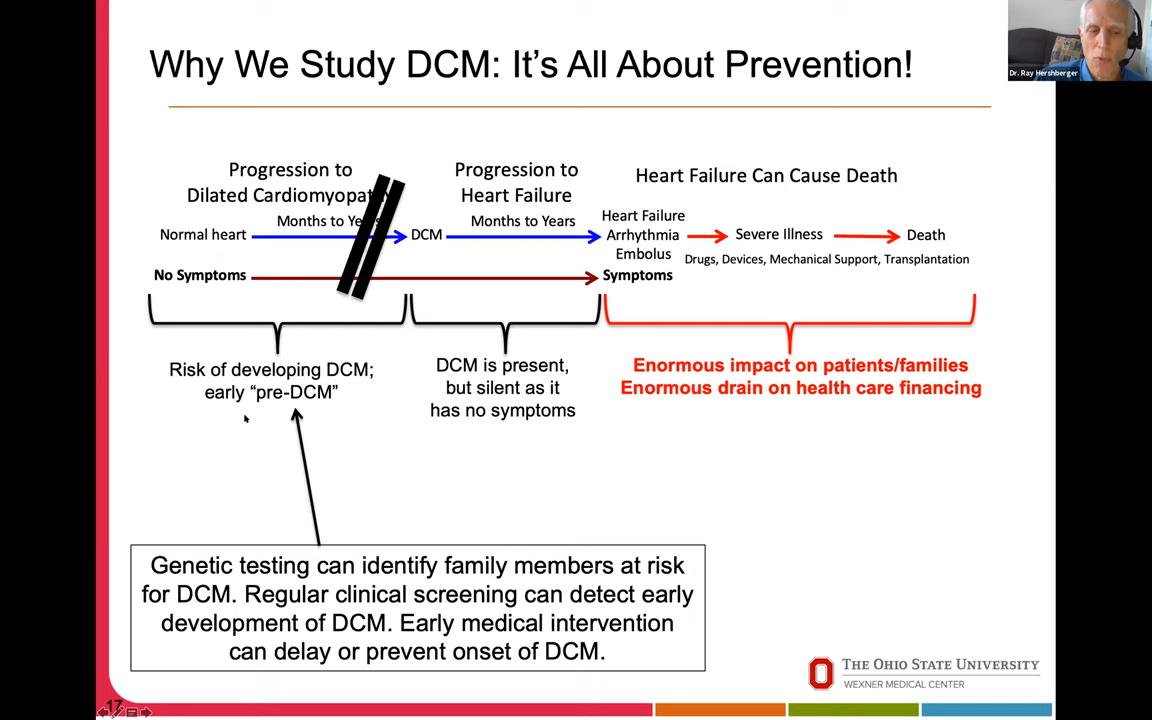 Why We Study DCM: It's All About Prevention!
Dr. Ray Hershberger
Progression to
Dilated Cardiomyopathy
Months to Years
Normal heart
DCM
No Symptoms
Progression to
Heart Failure
Months to Years
Heart Failure Can Cause Death
Heart Failure
Arrhythmia
Embolus
Symptoms
Severe Illness
Death
Drugs, Devices, Mechanical Support, Transplantation
Risk of developing DCM;
early “pre-DCM”
DCM is present,
but silent as it
has no symptoms
Enormous impact on patients/families
Enormous drain on health care financing
Genetic testing can identify family members at risk
for DCM. Regular clinical screening can detect early
development of DCM. Early medical intervention
can delay or prevent onset of DCM.
THE OHIO STATE UNIVERSITY
WEXNER MEDICAL CENTER
17